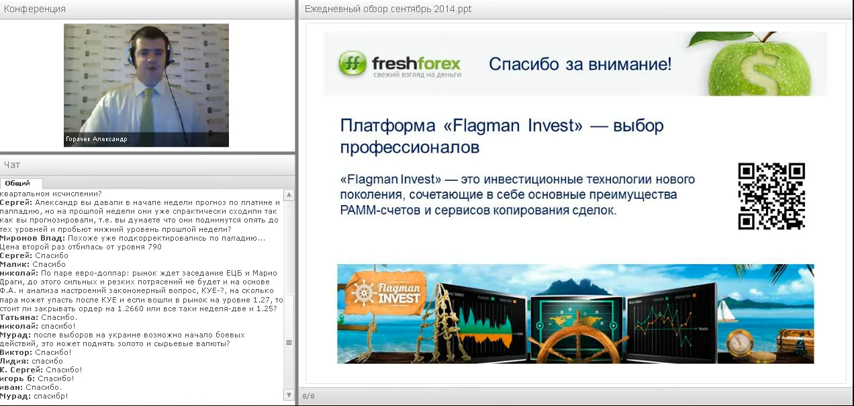 Конференция
Горячев Александр
Чат
Общий
квартальном исчислении?
Сергей: Александр вы давали в начале недели прогноз по платине и
палладию, но на прошлой недели они уже спрактически сходили так
как вы прогнозировали, т.е. вы думаете что они поднимутся опять до
тех уровней и пробьют нижний уровень прошлой недели?
Миронов Влад: Похоже уже подкорректировались по паладию...
Цена второй раз отбилась от уровня 790
Сергей: Спасибо
Малик: Спасибо
николай: По паре евро-доллар: рынок ждет заседание ЕЦБ и Марио
Драги, до этого сильных и резких потрясений не будет и на основе
Ф.А. и анализа настроений закономерный вопрос, КУЕ-?, на сколько
пара может упасть после КУЕ и если вошли в рынок на уровне 1.27, то
стоит ли закрывать ордер на 1.2660 или все таки неделя-две и 1.25?
Татьяна: Спасибо.
николай: спасибо!
Мурад: после выборов на украине возможно начало боевых
действий, это может поднять золото и сырьевые валюты?
Виктор: Спасибо!
Лидия: спасибо
К. Сергей: Спасибо!
игорь б: Спасибо!
иван: Спасибо.
Мурад: спасибр!
Ежедневный обзор сентябрь 2014.ppt
freshforex
свежий взгляд на деньги
Спасибо за внимание!
Платформа «Flagman Invest» — выбор
профессионалов
«Flagman Invest» — это инвестиционные технологии нового
поколения, сочетающие в себе основные преимущества
РАММ-счетов и сервисов копирования сделок.
Flagman
INVEST
8/8